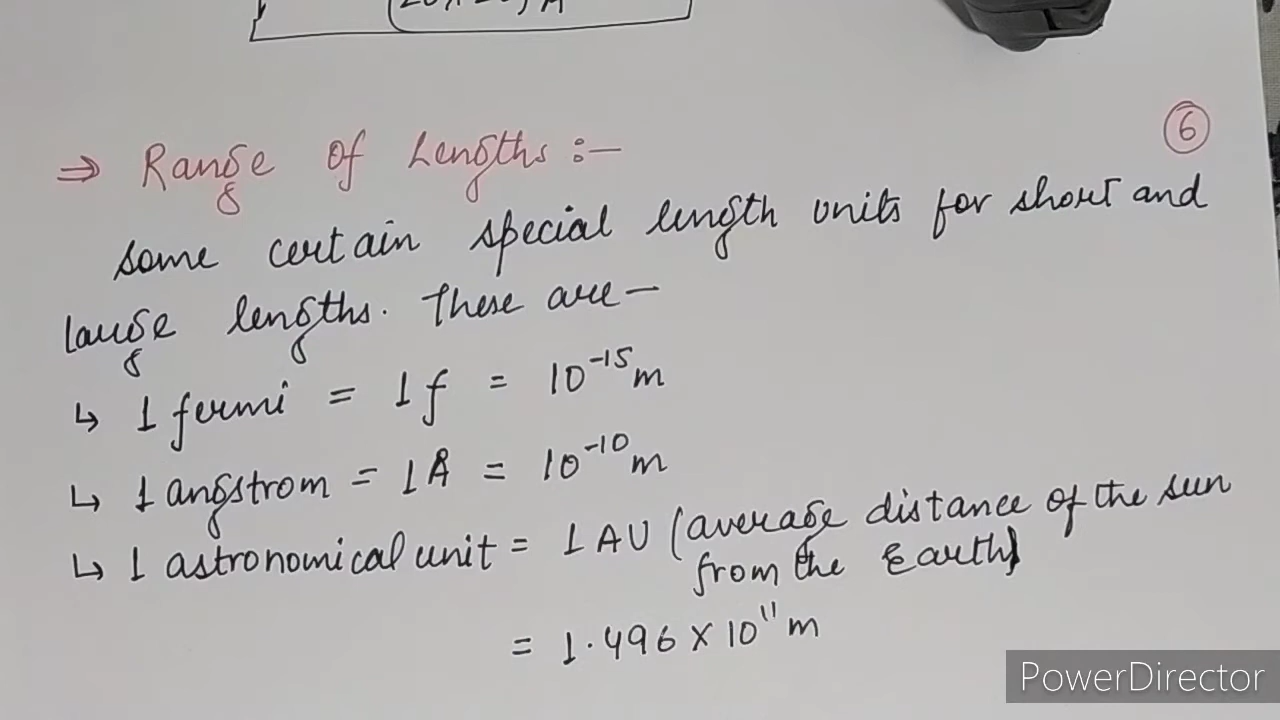 ⑥
⇒ Range of Lengths :–
some certain special length units for short and
large lengths. These are –
↳ 1 fermi = 1 f = 10⁻¹⁵ m
↳ 1 angstrom = 1 Å = 10⁻¹⁰ m
↳ 1 astronomical unit = 1 AU (average distance of the sun
from the Earth)
= 1.496 × 10¹¹ m
PowerDirector